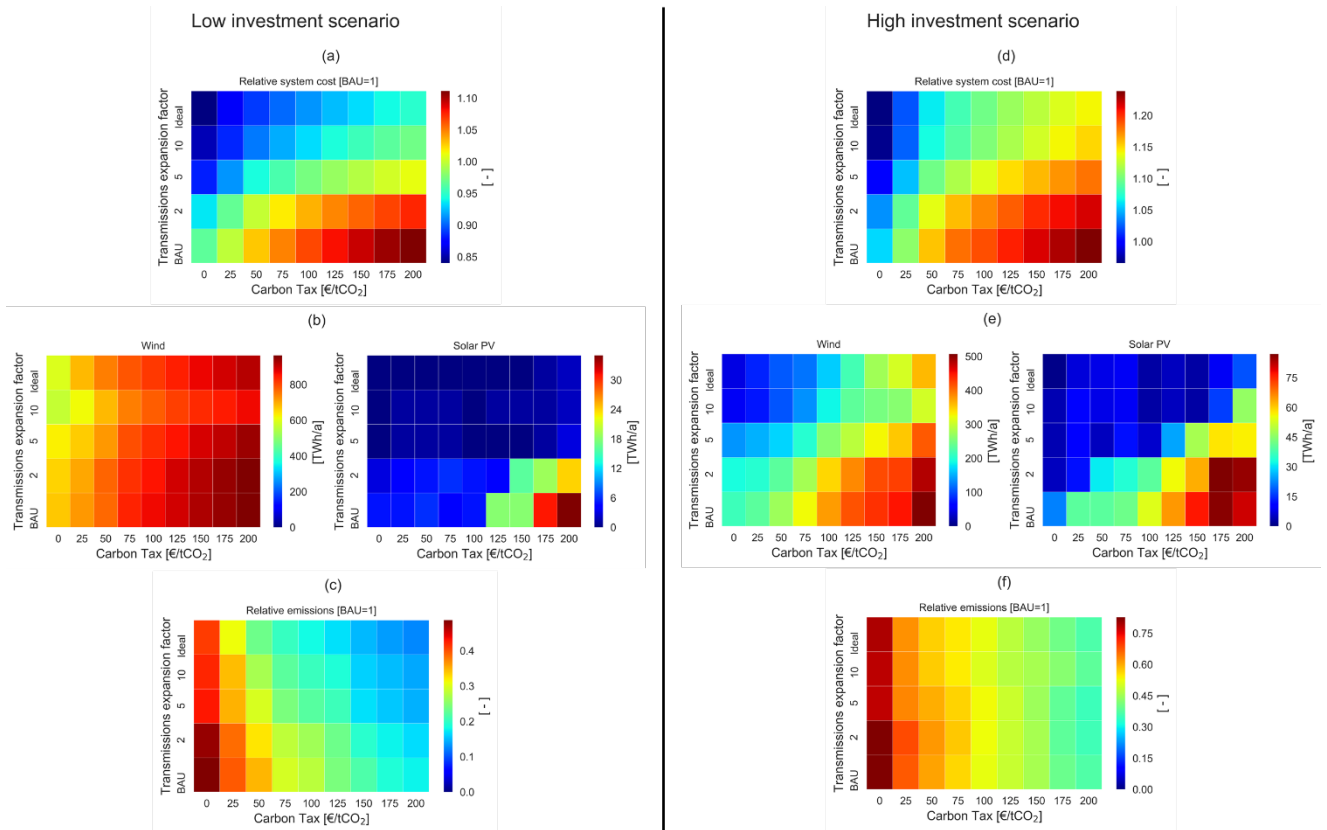 Low investment scenario
(a)
Relative system cost [BAU=1]
Transmissions expansion factor
Ideal
10
5
2
BAU
0 25 50 75 100 125 150 175 200
Carbon Tax [€/tCO₂]
1.10
1.05
1.00
0.95
0.90
0.85
[ - ]
(b)
Wind
Transmissions expansion factor
Ideal
10
5
2
BAU
0 25 50 75 100 125 150 175 200
Carbon Tax [€/tCO₂]
800
600
400
200
0
[TWh/a]
Solar PV
Transmissions expansion factor
Ideal
10
5
2
BAU
0 25 50 75 100 125 150 175 200
Carbon Tax [€/tCO₂]
30
24
18
12
6
0
[TWh/a]
(c)
Relative emissions [BAU=1]
Transmissions expansion factor
Ideal
10
5
2
BAU
0 25 50 75 100 125 150 175 200
Carbon Tax [€/tCO₂]
0.4
0.3
0.2
0.1
0.0
[ - ]
High investment scenario
(d)
Relative system cost [BAU=1]
Transmissions expansion factor
Ideal
10
5
2
BAU
0 25 50 75 100 125 150 175 200
Carbon Tax [€/tCO₂]
1.20
1.15
1.10
1.05
1.00
[ - ]
(e)
Wind
Transmissions expansion factor
Ideal
10
5
2
BAU
0 25 50 75 100 125 150 175 200
Carbon Tax [€/tCO₂]
500
400
300
200
100
0
[TWh/a]
Solar PV
Transmissions expansion factor
Ideal
10
5
2
BAU
0 25 50 75 100 125 150 175 200
Carbon Tax [€/tCO₂]
75
60
45
30
15
0
[TWh/a]
(f)
Relative emissions [BAU=1]
Transmissions expansion factor
Ideal
10
5
2
BAU
0 25 50 75 100 125 150 175 200
Carbon Tax [€/tCO₂]
0.75
0.60
0.45
0.30
0.15
0.00
[ - ]